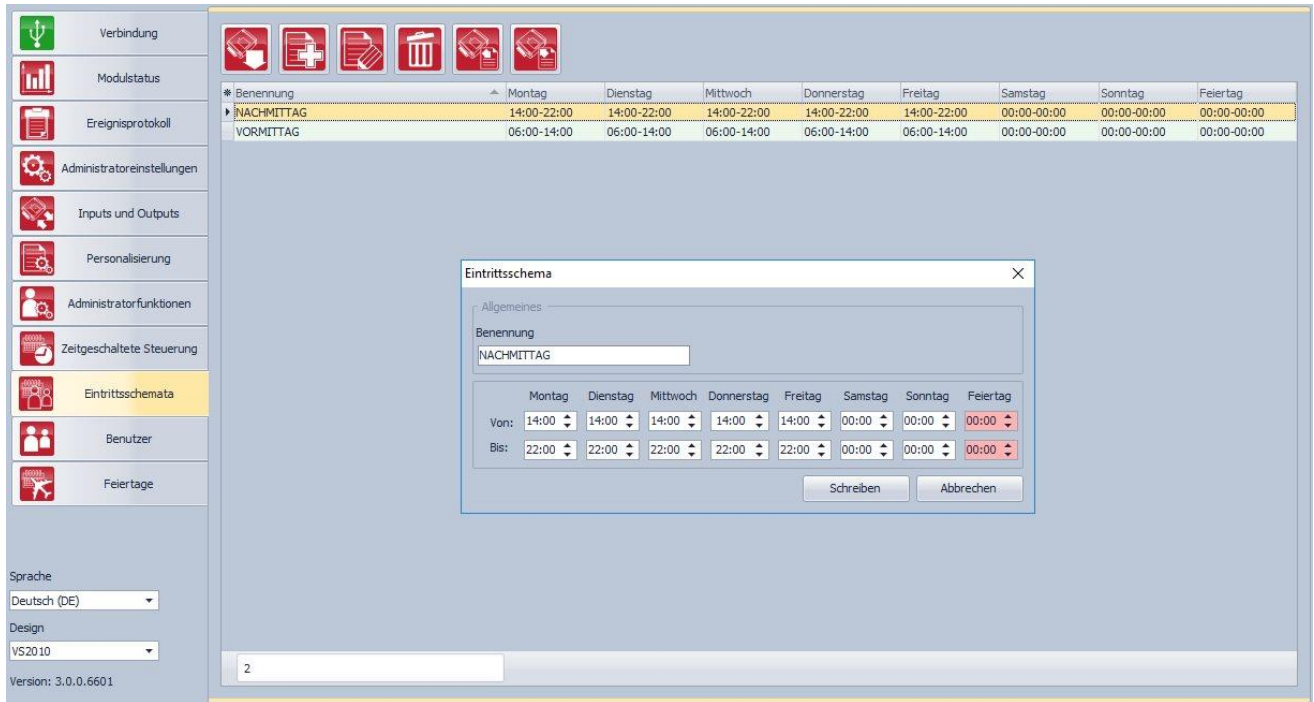 Verbindung
Modulstatus
Ereignisprotokoll
Administratoreinstellungen
Inputs und Outputs
Personalisierung
Administratorfunktionen
Zeitgeschaltete Steuerung
Eintrittsschemata
Benutzer
Feiertage
Sprache
Deutsch (DE)
Design
VS2010
Version: 3.0.0.6601
Benennung Montag Dienstag Mittwoch Donnerstag Freitag Samstag Sonntag Feiertag
NACHMITTAG 14:00-22:00 14:00-22:00 14:00-22:00 14:00-22:00 14:00-22:00 00:00-00:00 00:00-00:00 00:00-00:00
VORMITTAG 06:00-14:00 06:00-14:00 06:00-14:00 06:00-14:00 06:00-14:00 00:00-00:00 00:00-00:00 00:00-00:00
Eintrittsschema
Allgemeines
Benennung
NACHMITTAG
Montag Dienstag Mittwoch Donnerstag Freitag Samstag Sonntag Feiertag
Von: 14:00 14:00 14:00 14:00 14:00 00:00 00:00 00:00
Bis: 22:00 22:00 22:00 22:00 22:00 00:00 00:00 00:00
Schreiben Abbrechen
2